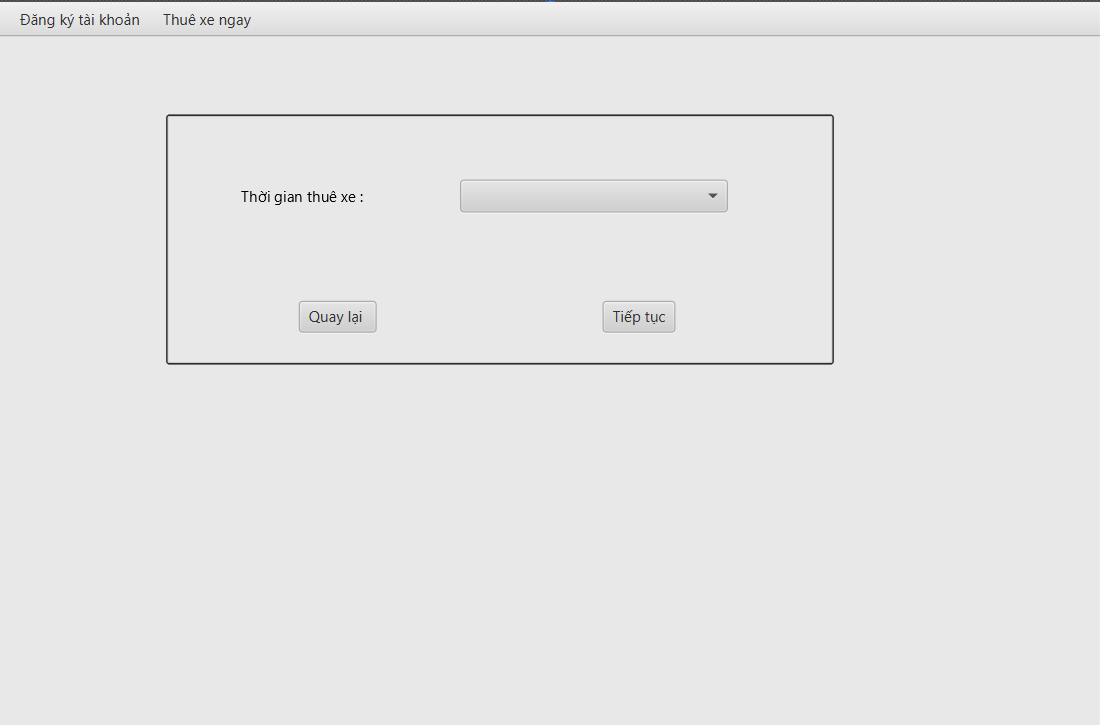 Đăng ký tài khoản Thuê xe ngay
Thời gian thuê xe :
Quay lại Tiếp tục